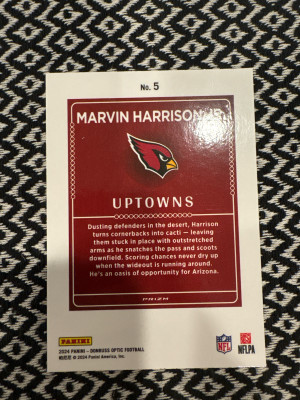 No. 5
MARVIN HARRISON JR.
UPTOWNS
Dusting defenders in the desert, Harrison
turns cornerbacks into cacti — leaving
them stuck in place with outstretched
arms as he snatches the pass and scoots
downfield. Scoring chances never dry up
when the wideout is running around.
He's an oasis of opportunity for Arizona.
PRIZM
PANINI
2024 PANINI – DONRUSS OPTIC FOOTBALL
© 2024 Panini America, Inc.
NFL
NFLPA